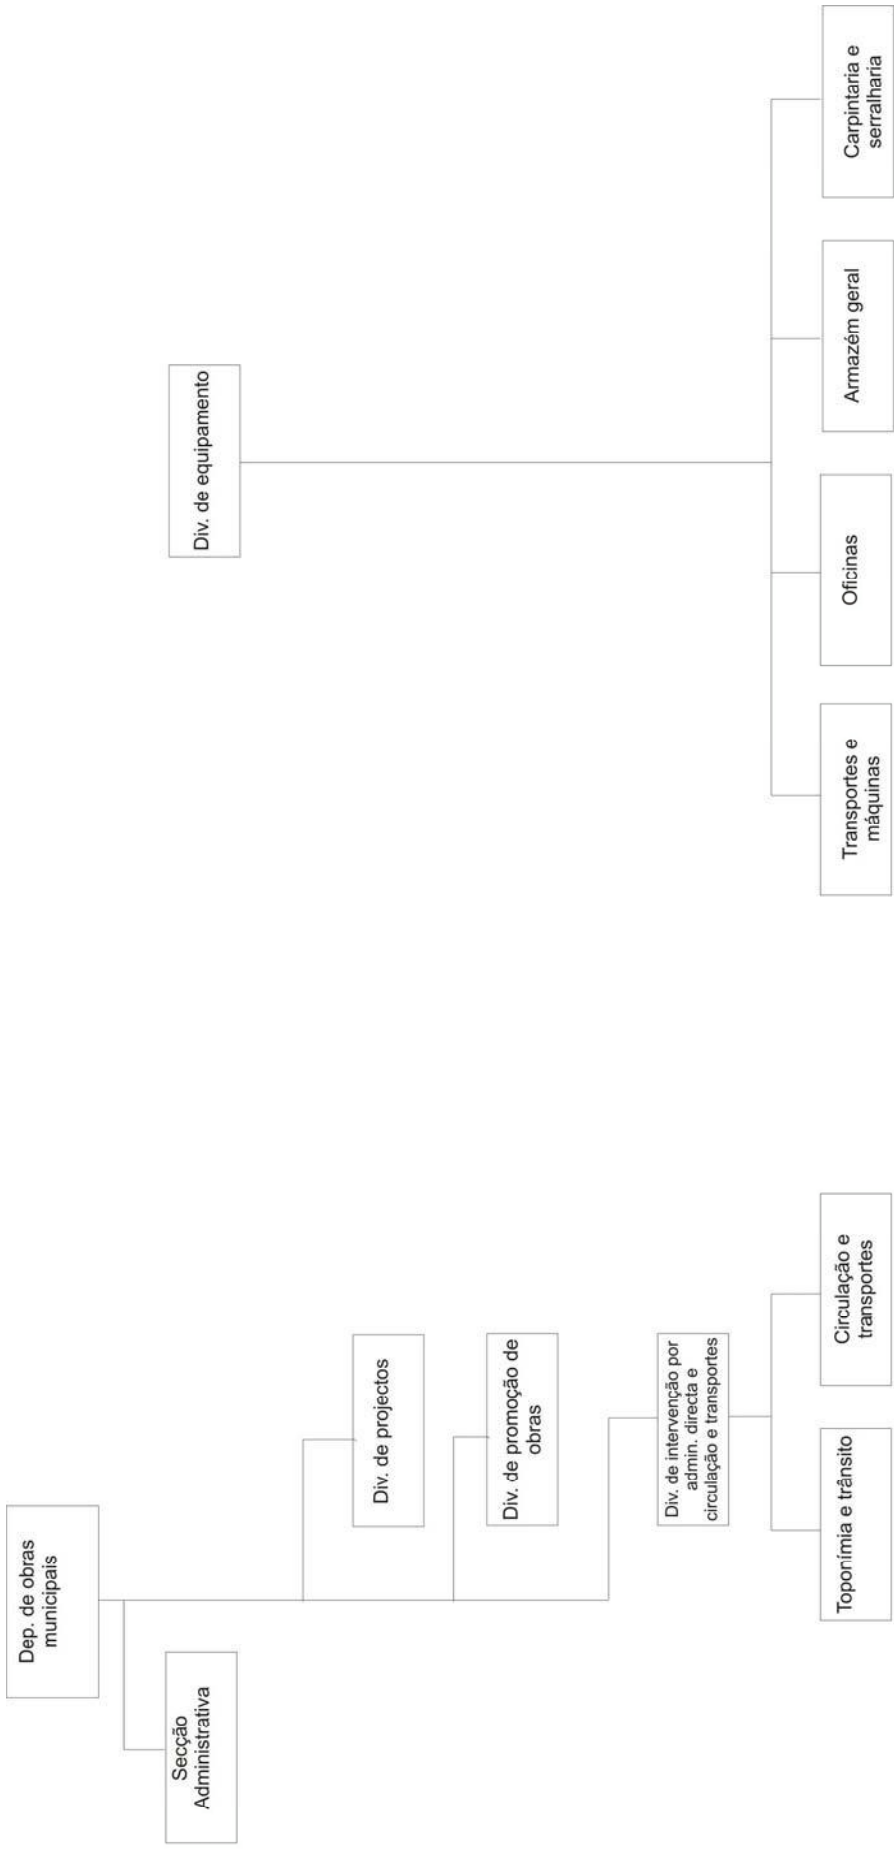 Dep. de obras
municipais
Secção
Administrativa
Div. de projectos
Div. de promoção de
obras
Div. de intervenção por
admin. directa e
circulação e transportes
Toponímia e trânsito
Circulação e
transportes
Div. de equipamento
Transportes e
máquinas
Oficinas
Armazém geral
Carpintaria e
serralharia